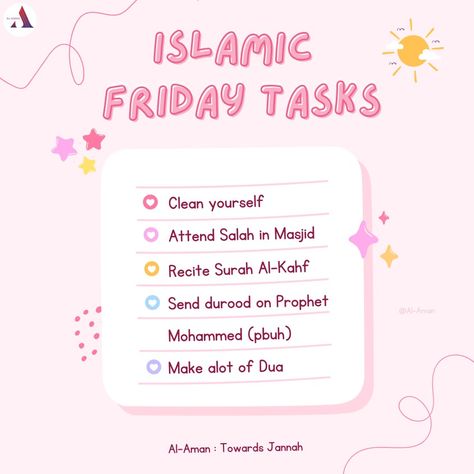 ISLAMIC
FRIDAY TASKS
Clean yourself
Attend Salah in Masjid
Recite Surah Al-Kahf
Send durood on Prophet
Mohammed (pbuh)
Make alot of Dua
@Al-Aman
Al-Aman : Towards Jannah